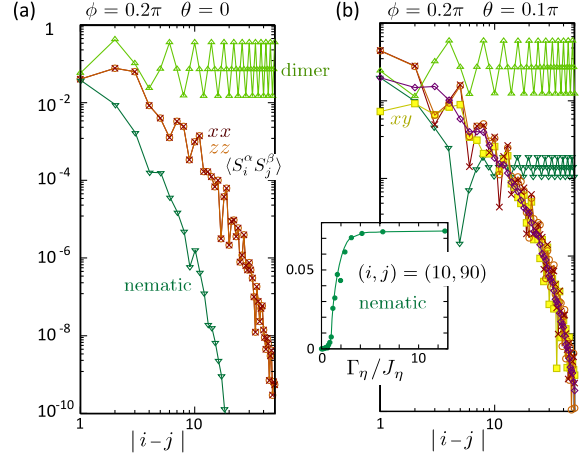 (a) ϕ = 0.2π θ = 0
(b) ϕ = 0.2π θ = 0.1π
1
10⁻²
10⁻⁴
10⁻⁶
10⁻⁸
10⁻¹⁰
dimer
xx
zz
⟨S_i^α S_j^β⟩
nematic
1
10
| i−j |
xy
0.05
(i, j) = (10, 90)
nematic
0
10
Γ_η/J_η
1
10
| i−j |